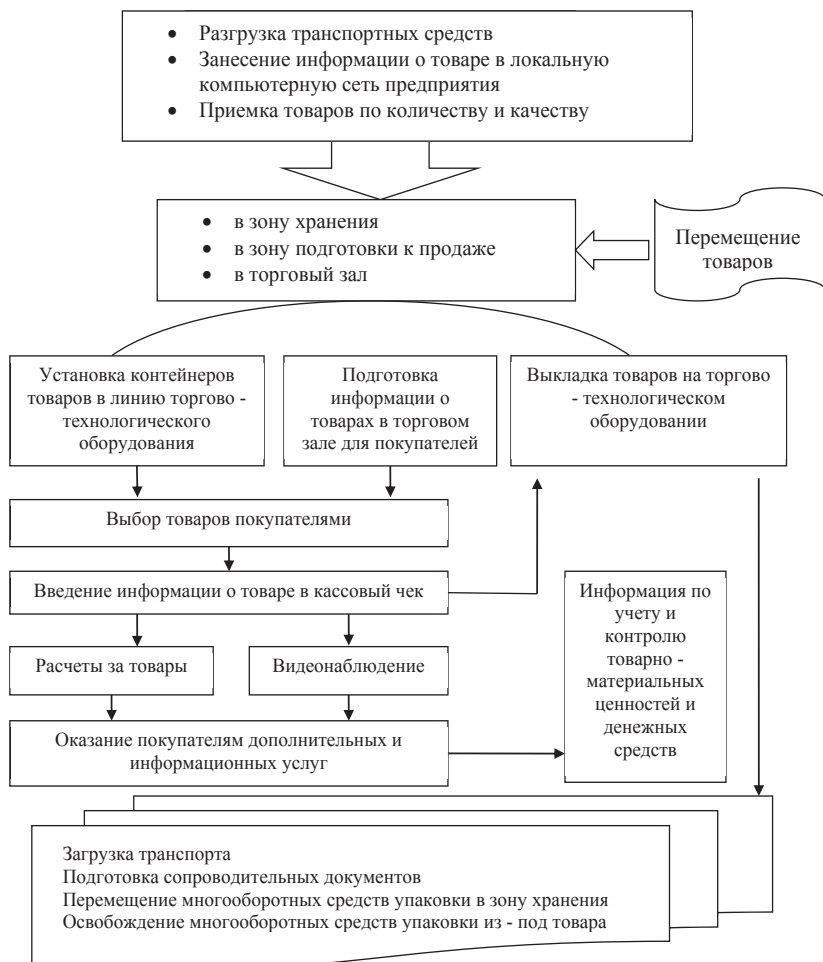 • Разгрузка транспортных средств
• Занесение информации о товаре в локальную
компьютерную сеть предприятия
• Приемка товаров по количеству и качеству
• в зону хранения
• в зону подготовки к продаже
• в торговый зал
Перемещение
товаров
Установка контейнеров
товаров в линию торгово -
технологического
оборудования
Подготовка
информации о
товарах в торговом
зале для покупателей
Выкладка товаров на торгово
- технологическом
оборудовании
Выбор товаров покупателями
Введение информации о товаре в кассовый чек
Информация по
учету и
контролю
товарно -
материальных
ценностей и
денежных
средств
Расчеты за товары
Видеонаблюдение
Оказание покупателям дополнительных и
информационных услуг
Загрузка транспорта
Подготовка сопроводительных документов
Перемещение многооборотных средств упаковки в зону хранения
Освобождение многооборотных средств упаковки из - под товара